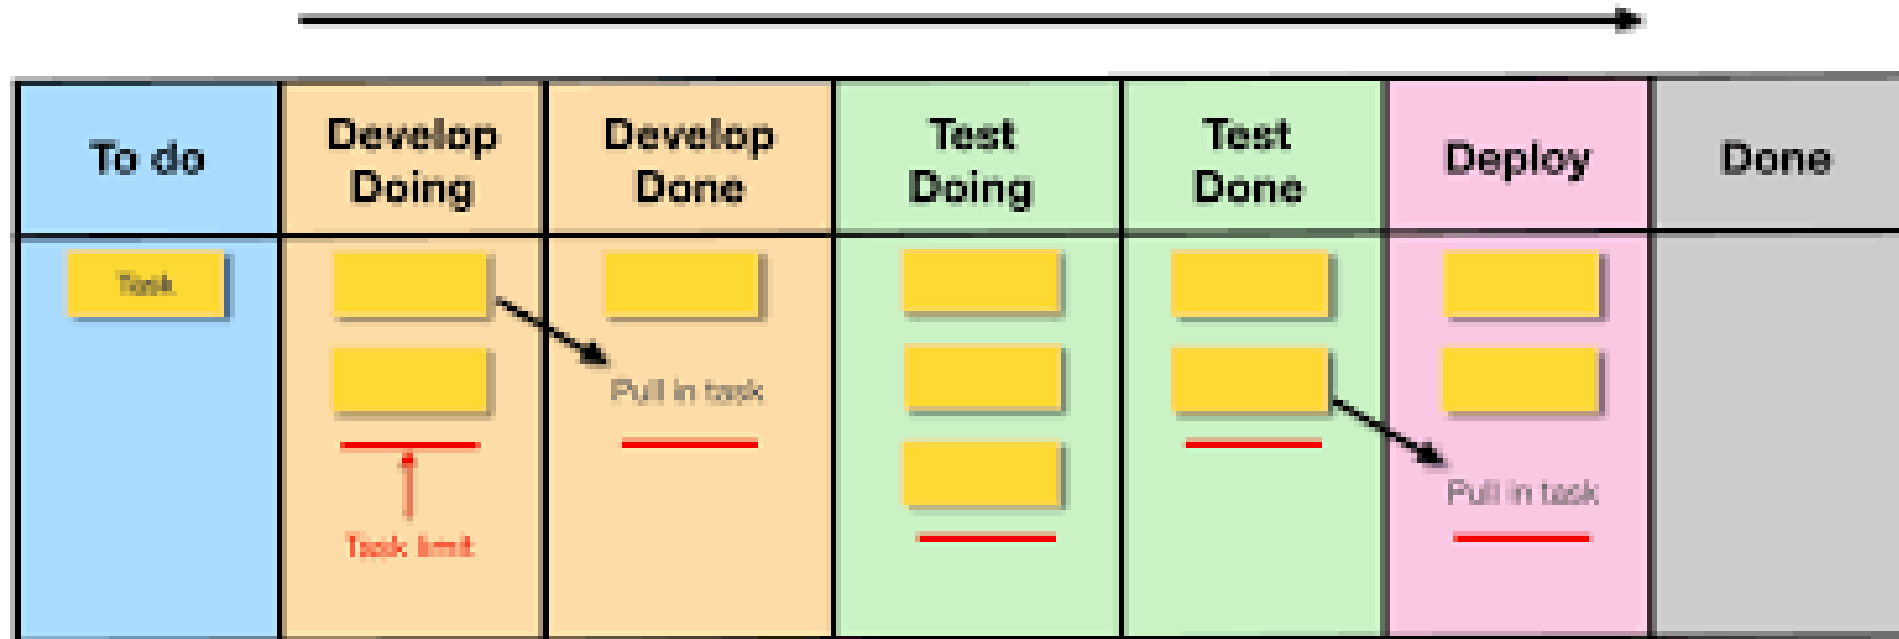 To do
Develop
Doing
Develop
Done
Test
Doing
Test
Done
Deploy
Done
Task
Pull in task
Pull in task
Task limit